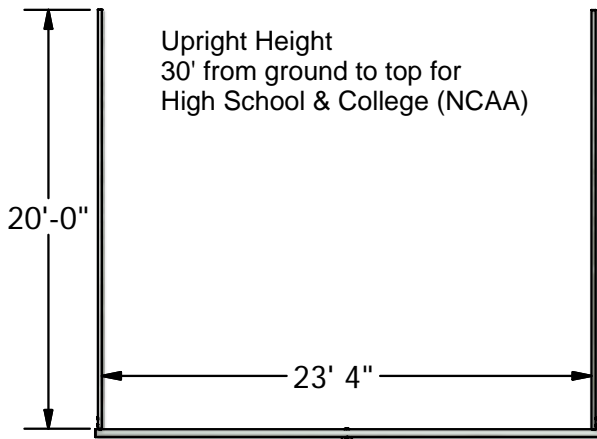 Upright Height
30' from ground to top for
High School & College (NCAA)
20'-0"
23' 4"